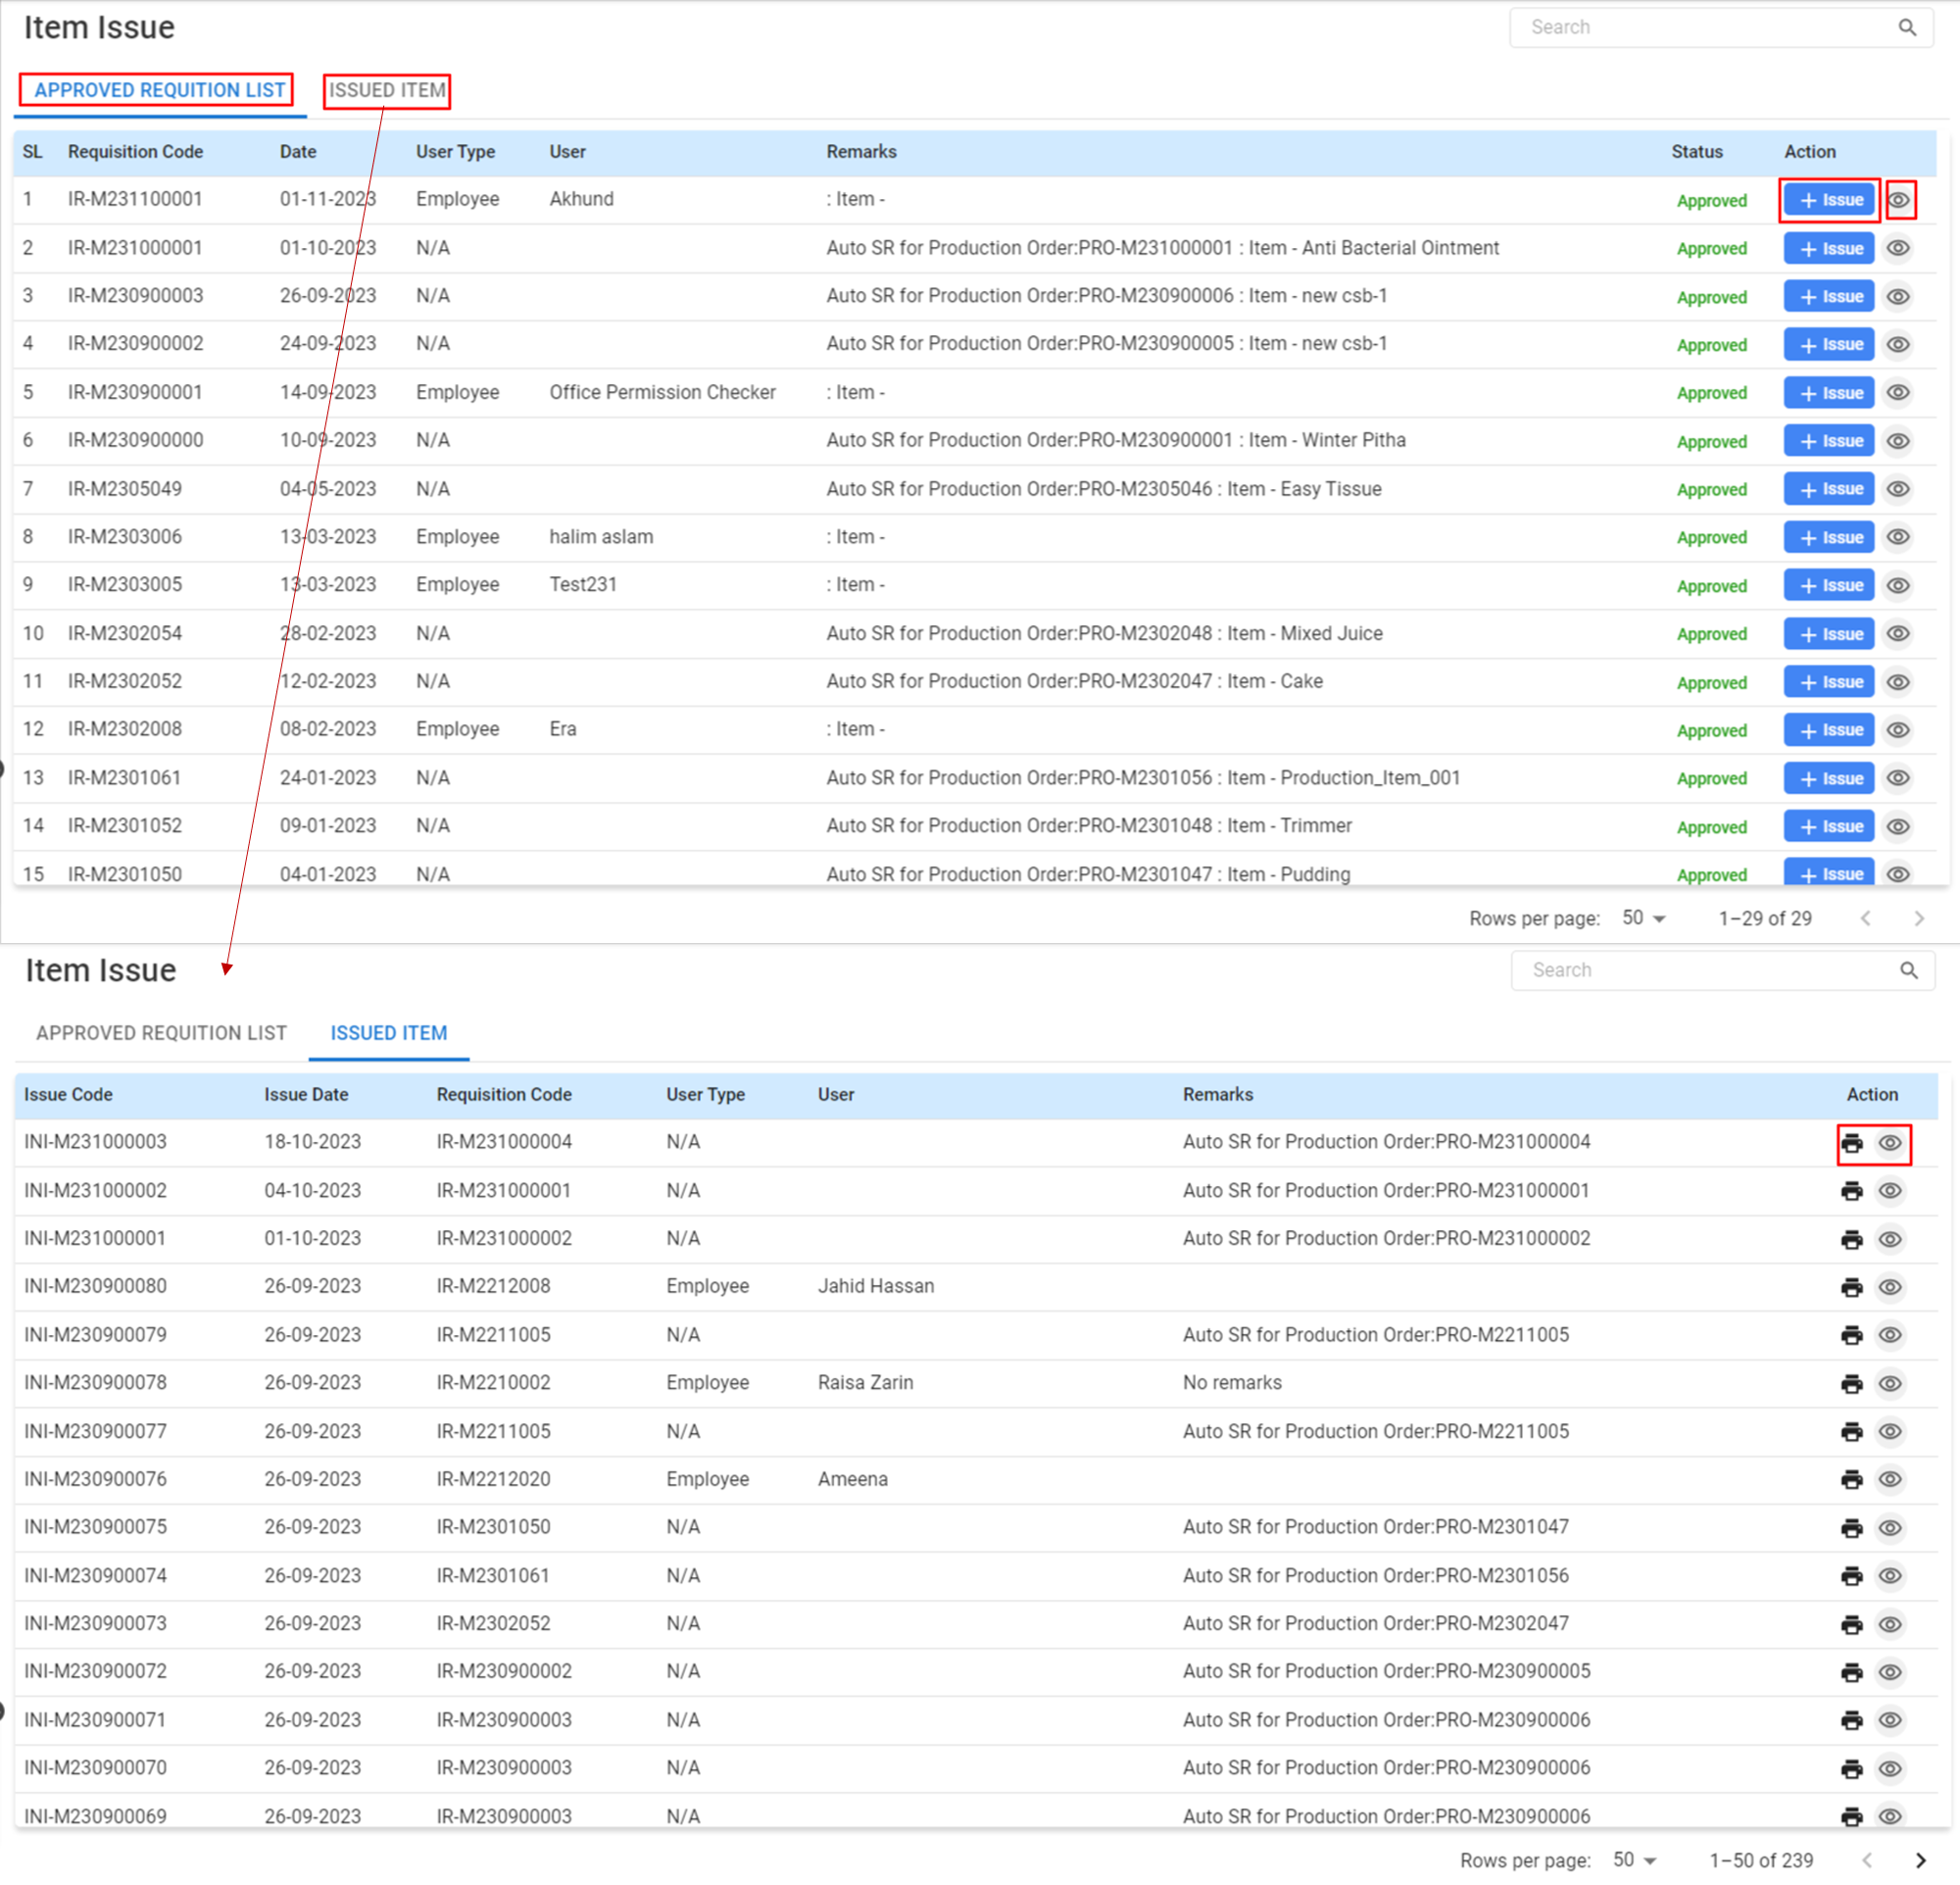 Item Issue
Search
APPROVED REQUITION LIST ISSUED ITEM
SL Requisition Code Date User Type User Remarks Status Action
1 IR-M231100001 01-11-2023 Employee Akhund : Item - Approved + Issue
2 IR-M231000001 01-10-2023 N/A Auto SR for Production Order:PRO-M231000001 : Item - Anti Bacterial Ointment Approved + Issue
3 IR-M230900003 26-09-2023 N/A Auto SR for Production Order:PRO-M230900006 : Item - new csb-1 Approved + Issue
4 IR-M230900002 24-09-2023 N/A Auto SR for Production Order:PRO-M230900005 : Item - new csb-1 Approved + Issue
5 IR-M230900001 14-09-2023 Employee Office Permission Checker : Item - Approved + Issue
6 IR-M230900000 10-09-2023 N/A Auto SR for Production Order:PRO-M230900001 : Item - Winter Pitha Approved + Issue
7 IR-M2305049 04-05-2023 N/A Auto SR for Production Order:PRO-M2305046 : Item - Easy Tissue Approved + Issue
8 IR-M2303006 13-03-2023 Employee halim aslam : Item - Approved + Issue
9 IR-M2303005 13-03-2023 Employee Test231 : Item - Approved + Issue
10 IR-M2302054 28-02-2023 N/A Auto SR for Production Order:PRO-M2302048 : Item - Mixed Juice Approved + Issue
11 IR-M2302052 12-02-2023 N/A Auto SR for Production Order:PRO-M2302047 : Item - Cake Approved + Issue
12 IR-M2302008 08-02-2023 Employee Era : Item - Approved + Issue
13 IR-M2301061 24-01-2023 N/A Auto SR for Production Order:PRO-M2301056 : Item - Production_Item_001 Approved + Issue
14 IR-M2301052 09-01-2023 N/A Auto SR for Production Order:PRO-M2301048 : Item - Trimmer Approved + Issue
15 IR-M2301050 04-01-2023 N/A Auto SR for Production Order:PRO-M2301047 : Item - Pudding Approved + Issue
Rows per page: 50 1–29 of 29
Item Issue
Search
APPROVED REQUITION LIST ISSUED ITEM
Issue Code Issue Date Requisition Code User Type User Remarks Action
INI-M231000003 18-10-2023 IR-M231000004 N/A Auto SR for Production Order:PRO-M231000004
INI-M231000002 04-10-2023 IR-M231000001 N/A Auto SR for Production Order:PRO-M231000001
INI-M231000001 01-10-2023 IR-M231000002 N/A Auto SR for Production Order:PRO-M231000002
INI-M230900080 26-09-2023 IR-M2212008 Employee Jahid Hassan
INI-M230900079 26-09-2023 IR-M2211005 N/A Auto SR for Production Order:PRO-M2211005
INI-M230900078 26-09-2023 IR-M2210002 Employee Raisa Zarin No remarks
INI-M230900077 26-09-2023 IR-M2211005 N/A Auto SR for Production Order:PRO-M2211005
INI-M230900076 26-09-2023 IR-M2212020 Employee Ameena
INI-M230900075 26-09-2023 IR-M2301050 N/A Auto SR for Production Order:PRO-M2301047
INI-M230900074 26-09-2023 IR-M2301061 N/A Auto SR for Production Order:PRO-M2301056
INI-M230900073 26-09-2023 IR-M2302052 N/A Auto SR for Production Order:PRO-M2302047
INI-M230900072 26-09-2023 IR-M230900002 N/A Auto SR for Production Order:PRO-M230900005
INI-M230900071 26-09-2023 IR-M230900003 N/A Auto SR for Production Order:PRO-M230900006
INI-M230900070 26-09-2023 IR-M230900003 N/A Auto SR for Production Order:PRO-M230900006
INI-M230900069 26-09-2023 IR-M230900003 N/A Auto SR for Production Order:PRO-M230900006
Rows per page: 50 1–50 of 239